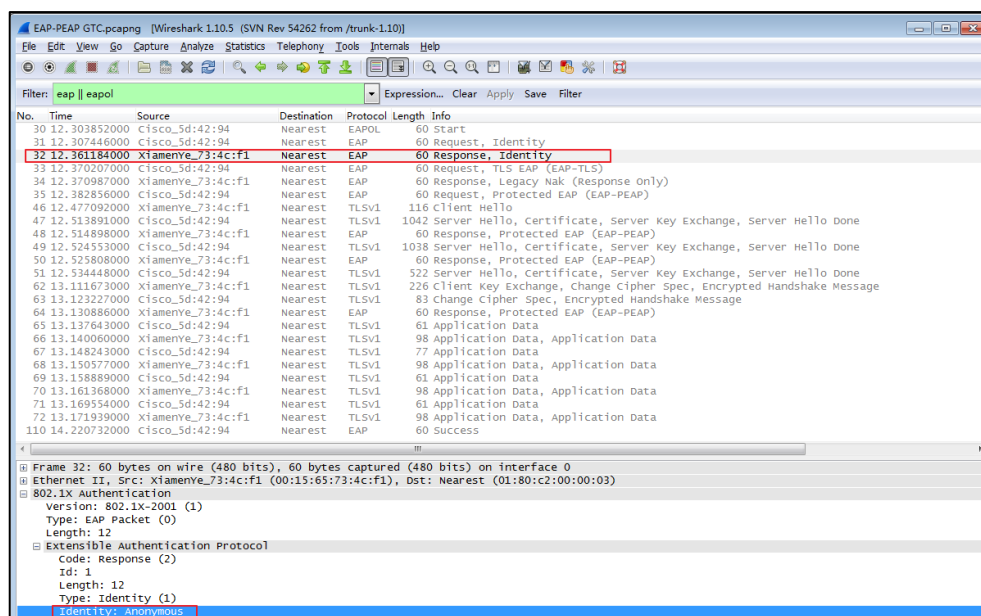 EAP-PEAP GTC.pcapng [Wireshark 1.10.5 (SVN Rev 54262 from /trunk-1.10)]
File Edit View Go Capture Analyze Statistics Telephony Tools Internals Help
Filter: eap || eapol Expression... Clear Apply Save Filter
No. Time Source Destination Protocol Length Info
30 12.303852000 Cisco_5d:42:94 Nearest EAPOL 60 Start
31 12.307446000 Cisco_5d:42:94 Nearest EAP 60 Request, Identity
32 12.361184000 XiamenYe_73:4c:f1 Nearest EAP 60 Response, Identity
33 12.370207000 Cisco_5d:42:94 Nearest EAP 60 Request, TLS EAP (EAP-TLS)
34 12.370987000 XiamenYe_73:4c:f1 Nearest EAP 60 Response, Legacy Nak (Response Only)
35 12.382856000 Cisco_5d:42:94 Nearest EAP 60 Request, Protected EAP (EAP-PEAP)
46 12.477092000 XiamenYe_73:4c:f1 Nearest TLSv1 116 Client Hello
47 12.513891000 Cisco_5d:42:94 Nearest TLSv1 1042 Server Hello, Certificate, Server Key Exchange, Server Hello Done
48 12.514898000 XiamenYe_73:4c:f1 Nearest EAP 60 Response, Protected EAP (EAP-PEAP)
49 12.524553000 Cisco_5d:42:94 Nearest TLSv1 1038 Server Hello, Certificate, Server Key Exchange, Server Hello Done
50 12.525808000 XiamenYe_73:4c:f1 Nearest EAP 60 Response, Protected EAP (EAP-PEAP)
51 12.534448000 Cisco_5d:42:94 Nearest TLSv1 522 Server Hello, Certificate, Server Key Exchange, Server Hello Done
62 13.111673000 XiamenYe_73:4c:f1 Nearest TLSv1 226 Client Key Exchange, Change Cipher Spec, Encrypted Handshake Message
63 13.123227000 Cisco_5d:42:94 Nearest TLSv1 83 Change Cipher Spec, Encrypted Handshake Message
64 13.130886000 XiamenYe_73:4c:f1 Nearest EAP 60 Response, Protected EAP (EAP-PEAP)
65 13.137643000 Cisco_5d:42:94 Nearest TLSv1 61 Application Data
66 13.140060000 XiamenYe_73:4c:f1 Nearest TLSv1 98 Application Data, Application Data
67 13.148243000 Cisco_5d:42:94 Nearest TLSv1 77 Application Data
68 13.150577000 XiamenYe_73:4c:f1 Nearest TLSv1 98 Application Data, Application Data
69 13.158889000 Cisco_5d:42:94 Nearest TLSv1 61 Application Data
70 13.161368000 XiamenYe_73:4c:f1 Nearest TLSv1 98 Application Data, Application Data
71 13.169554000 Cisco_5d:42:94 Nearest TLSv1 61 Application Data
72 13.171939000 XiamenYe_73:4c:f1 Nearest TLSv1 98 Application Data, Application Data
110 14.220732000 Cisco_5d:42:94 Nearest EAP 60 Success
Frame 32: 60 bytes on wire (480 bits), 60 bytes captured (480 bits) on interface 0
Ethernet II, Src: XiamenYe_73:4c:f1 (00:15:65:73:4c:f1), Dst: Nearest (01:80:c2:00:00:03)
802.1X Authentication
Version: 802.1X-2001 (1)
Type: EAP Packet (0)
Length: 12
Extensible Authentication Protocol
Code: Response (2)
Id: 1
Length: 12
Type: Identity (1)
Identity: Anonymous